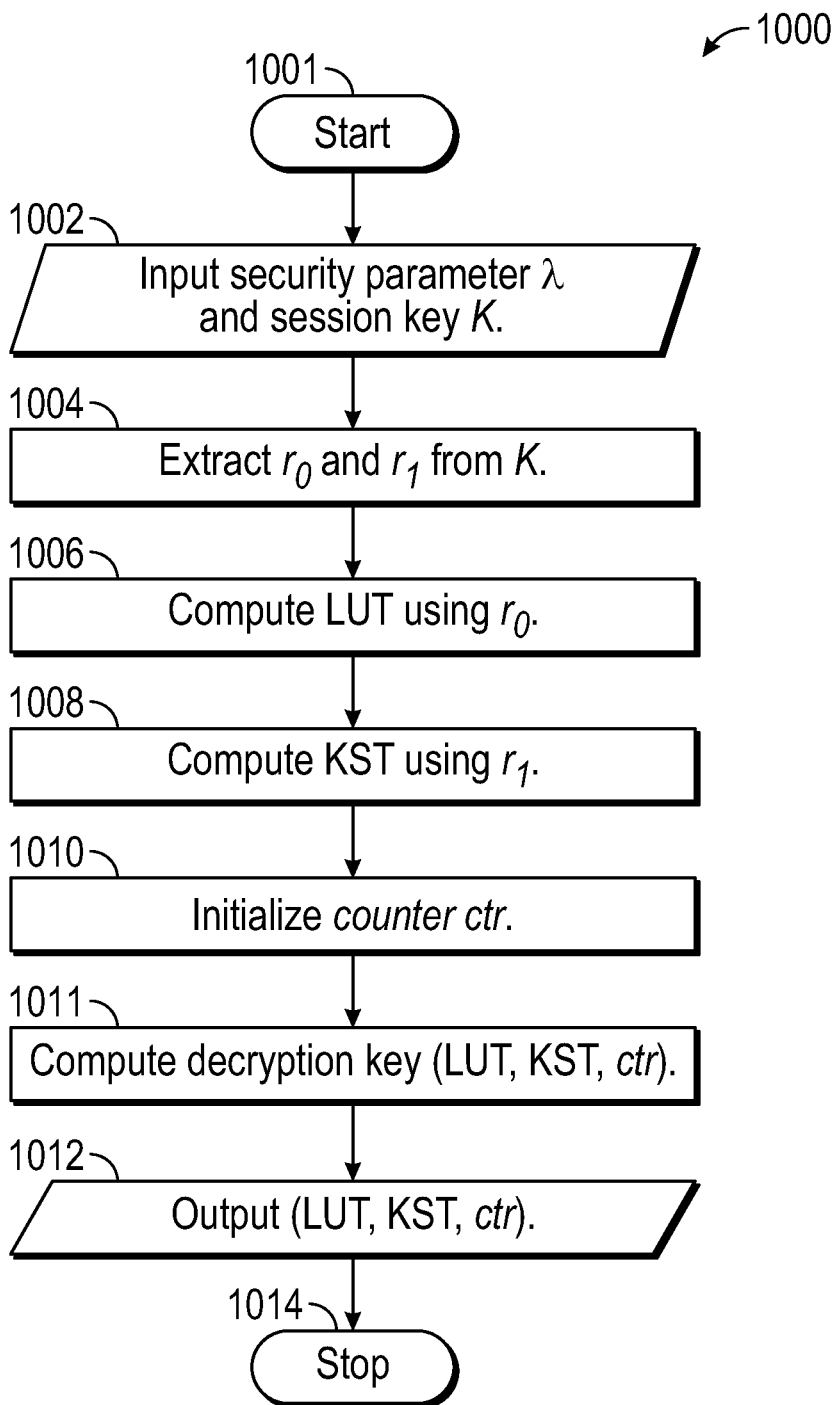 1000
1001
Start
1002
Input security parameter λ
and session key K.
1004
Extract r0 and r1 from K.
1006
Compute LUT using r0.
1008
Compute KST using r1.
1010
Initialize counter ctr.
1011
Compute decryption key (LUT, KST, ctr).
1012
Output (LUT, KST, ctr).
1014
Stop